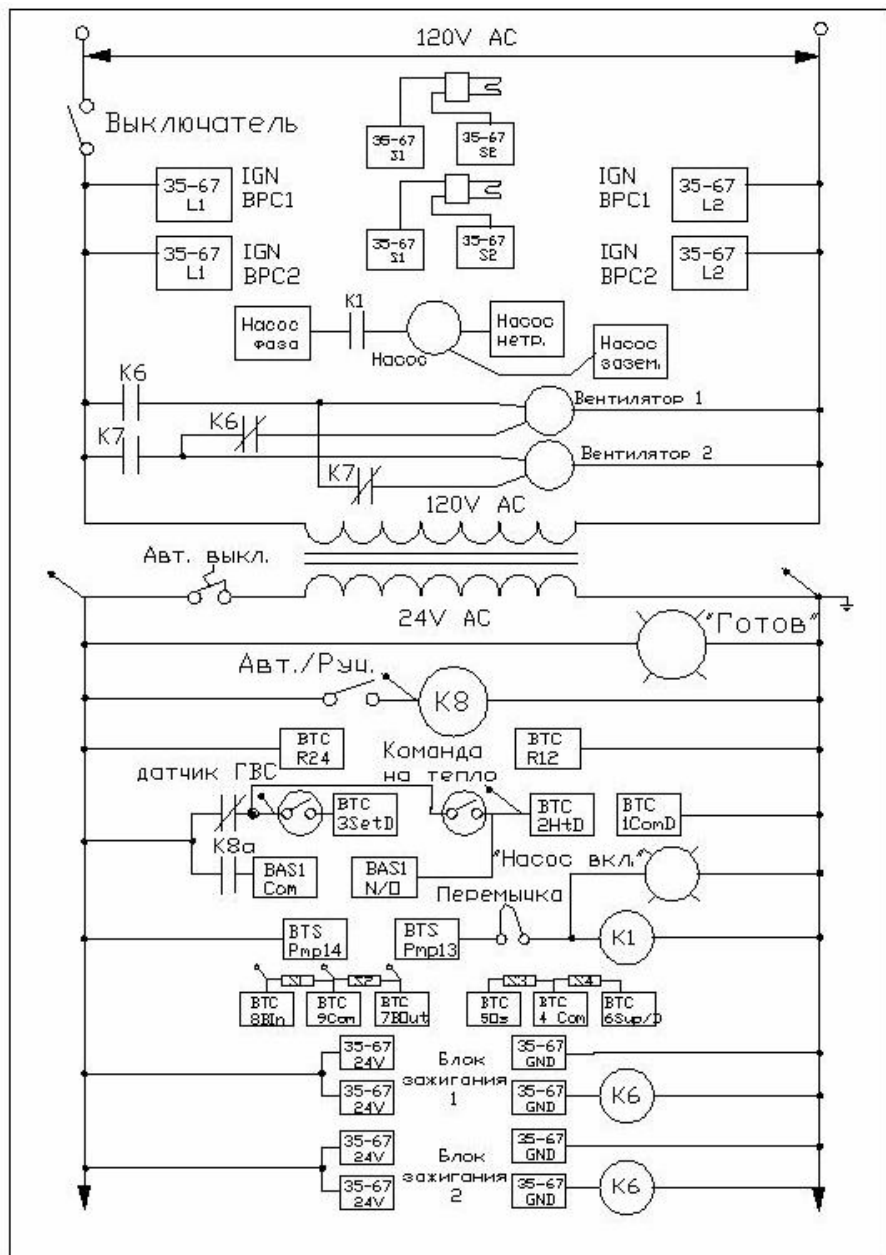 120V AC
Выключатель
35-67
S1
35-67
S2
35-67
L1
IGN
BPC1
35-67
S1
35-67
S2
IGN
BPC1
35-67
L2
35-67
L1
IGN
BPC2
IGN
BPC2
35-67
L2
Насос
фаза
K1
Насос
Насос
нетр.
Насос
зазем.
K6
Вентилятор 1
K7
K6
Вентилятор 2
K7
120V AC
Авт. выкл.
24V AC
"Готов"
Авт./Руц.
K8
BTC
R24
Команда
на тепло
BTC
R12
датчик ГВС
BTC
3SetD
BTC
2HtD
BTC
1ComD
K8a
BAS1
Com
BAS1
N/O
"Насос вкл."
Перемычка
BTS
Pmp14
BTS
Pmp13
K1
S1
S2
S3
S4
BTC
8BIn
BTC
9Com
BTC
7BOut
BTC
5Os
BTC
4 Com
BTC
6Sup/D
35-67
24V
35-67
24V
Блок
зажигания
1
35-67
GND
35-67
GND
K6
35-67
24V
35-67
24V
Блок
зажигания
2
35-67
GND
35-67
GND
K6